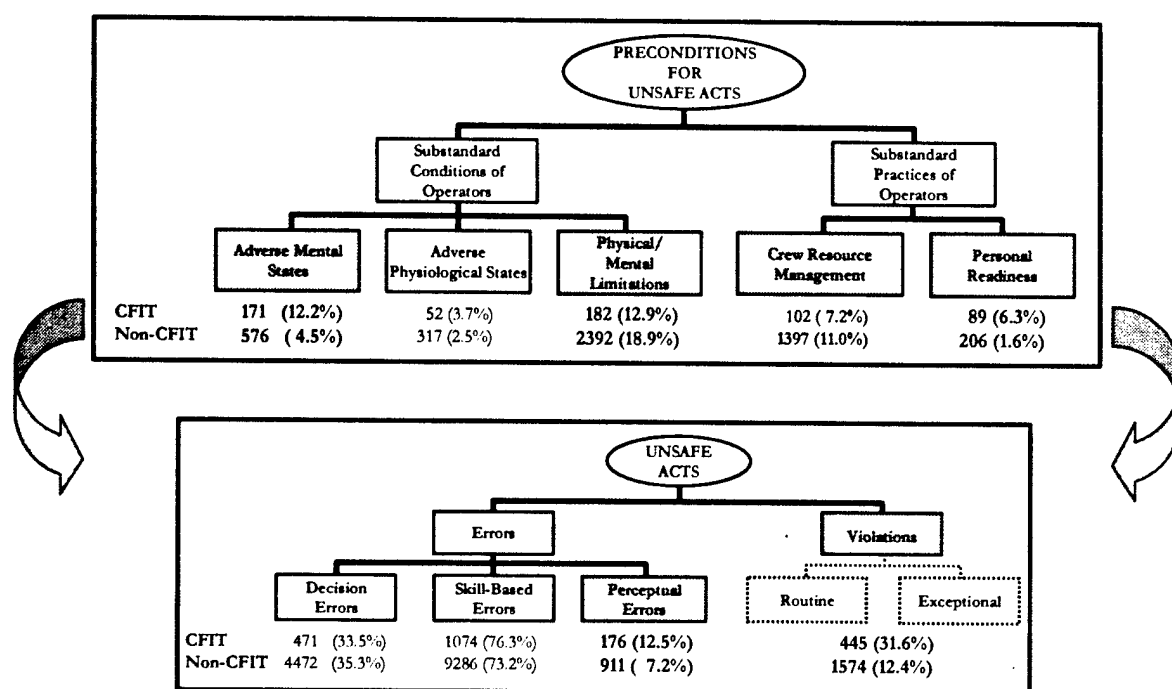 PRECONDITIONS
FOR
UNSAFE ACTS
Substandard
Conditions of
Operators
Substandard
Practices of
Operators
Adverse Mental
States
Adverse
Physiological States
Physical/
Mental
Limitations
Crew Resource
Management
Personal
Readiness
CFIT 171 (12.2%) 52 (3.7%) 182 (12.9%) 102 ( 7.2%) 89 (6.3%)
Non-CFIT 576 ( 4.5%) 317 (2.5%) 2392 (18.9%) 1397 (11.0%) 206 (1.6%)
UNSAFE
ACTS
Errors
Violations
Decision
Errors
Skill-Based
Errors
Perceptual
Errors
Routine
Exceptional
CFIT 471 (33.5%) 1074 (76.3%) 176 (12.5%) 445 (31.6%)
Non-CFIT 4472 (35.3%) 9286 (73.2%) 911 ( 7.2%) 1574 (12.4%)